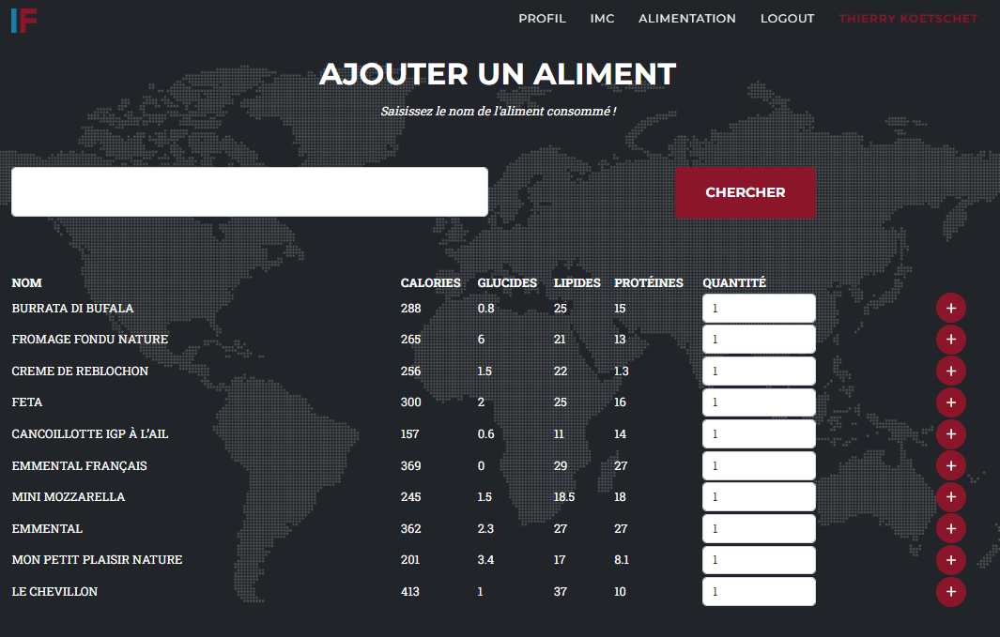 IF
PROFIL IMC ALIMENTATION LOGOUT THIERRY KOETSCHET
AJOUTER UN ALIMENT
Saisissez le nom de l'aliment consommé !
CHERCHER
NOM CALORIES GLUCIDES LIPIDES PROTÉINES QUANTITÉ
BURRATA DI BUFALA 288 0.8 25 15 1 +
FROMAGE FONDU NATURE 265 6 21 13 1 +
CREME DE REBLOCHON 256 1.5 22 1.3 1 +
FETA 300 2 25 16 1 +
CANCOILLOTTE IGP À L'AIL 157 0.6 11 14 1 +
EMMENTAL FRANÇAIS 369 0 29 27 1 +
MINI MOZZARELLA 245 1.5 18.5 18 1 +
EMMENTAL 362 2.3 27 27 1 +
MON PETIT PLAISIR NATURE 201 3.4 17 8.1 1 +
LE CHEVILLON 413 1 37 10 1 +